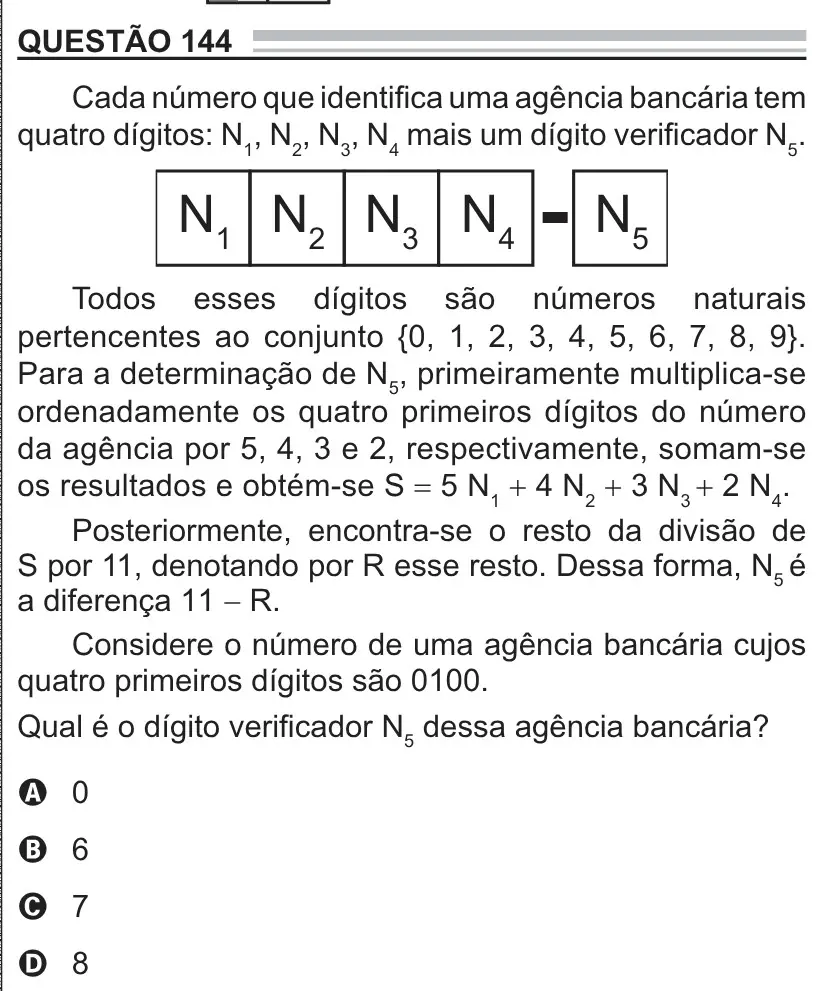 QUESTÃO 144
Cada número que identifica uma agência bancária tem
quatro dígitos: N₁, N₂, N₃, N₄ mais um dígito verificador N₅.
N₁ N₂ N₃ N₄ - N₅
Todos esses dígitos são números naturais
pertencentes ao conjunto {0, 1, 2, 3, 4, 5, 6, 7, 8, 9}.
Para a determinação de N₅, primeiramente multiplica-se
ordenadamente os quatro primeiros dígitos do número
da agência por 5, 4, 3 e 2, respectivamente, somam-se
os resultados e obtém-se S = 5 N₁ + 4 N₂ + 3 N₃ + 2 N₄.
Posteriormente, encontra-se o resto da divisão de
S por 11, denotando por R esse resto. Dessa forma, N₅ é
a diferença 11 – R.
Considere o número de uma agência bancária cujos
quatro primeiros dígitos são 0100.
Qual é o dígito verificador N₅ dessa agência bancária?
A 0
B 6
C 7
D 8